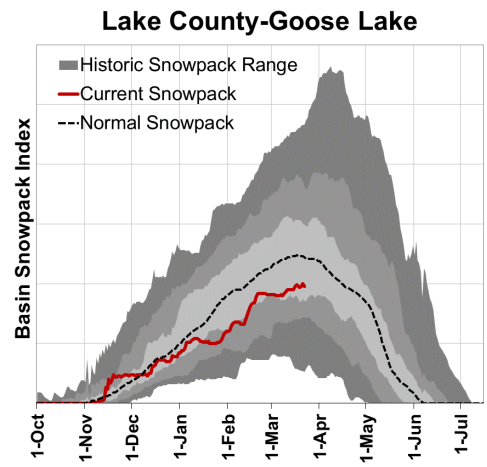 Lake County-Goose Lake
Historic Snowpack Range
Current Snowpack
Normal Snowpack
Basin Snowpack Index
1-Oct
1-Nov
1-Dec
1-Jan
1-Feb
1-Mar
1-Apr
1-May
1-Jun
1-Jul